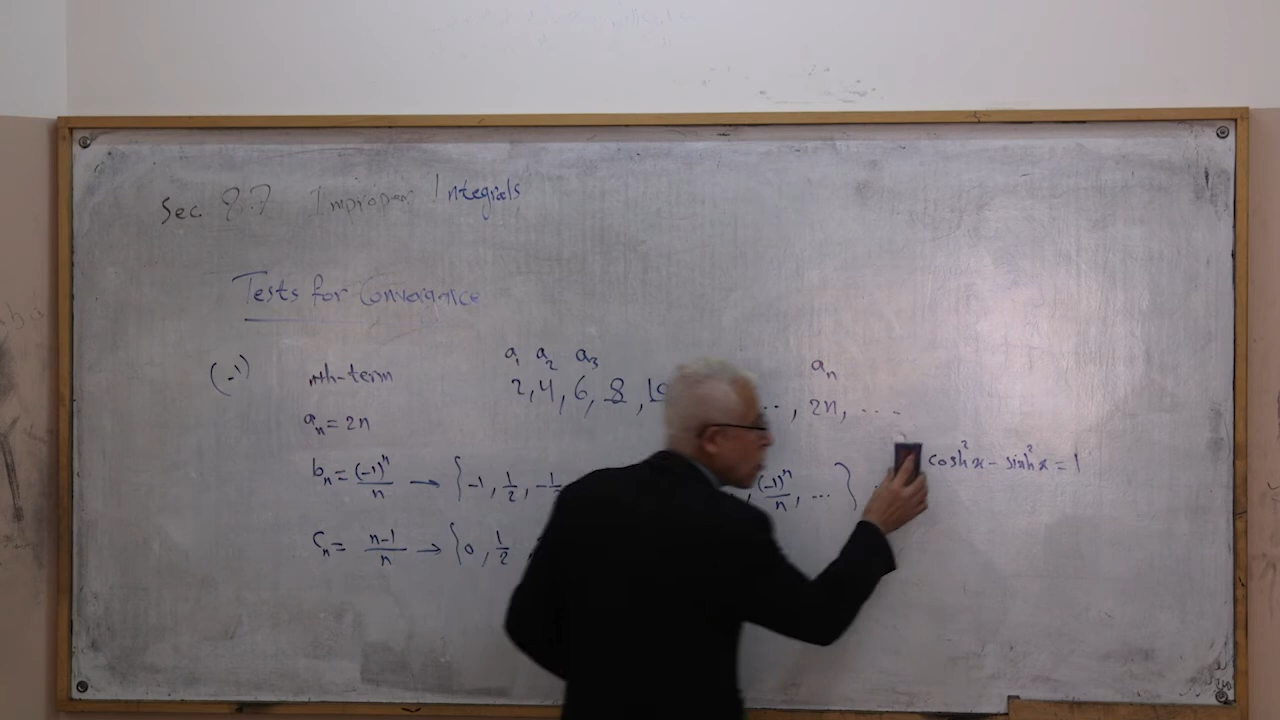 Sec 8.7 Improper Integrals
Tests for Convergence
a₁ a₂ a₃ aₙ
nth-term 2, 4, 6, 8, 10 .., 2n, ...
aₙ = 2n
cosh²x - sinh²x = 1
bₙ = (-1)ⁿ/n → {-1, 1/2, -1/ , (-1)ⁿ/n, ... }
cₙ = n-1/n → {0, 1/2